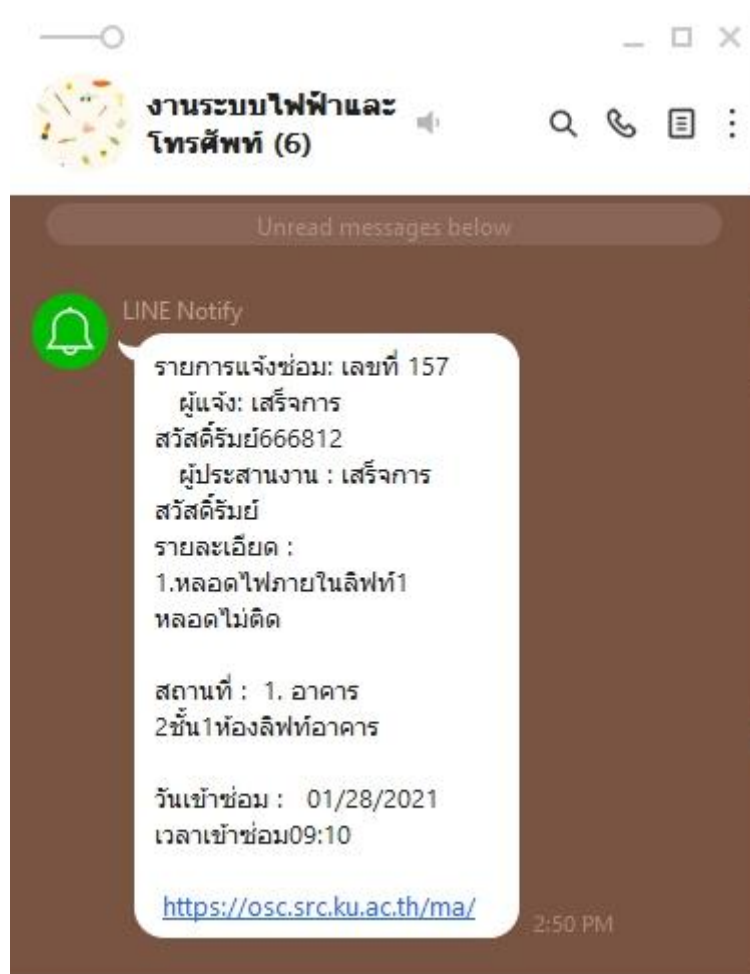 งานระบบไฟฟ้าและ
โทรศัพท์ (6)
Unread messages below
LINE Notify
รายการแจ้งซ่อม: เลขที่ 157
ผู้แจ้ง: เสร็จการ
สวัสดิ์รัมย์666812
ผู้ประสานงาน : เสร็จการ
สวัสดิ์รัมย์
รายละเอียด :
1.หลอดไฟภายในลิฟท์1
หลอดไม่ติด
สถานที่ : 1. อาคาร
2ชั้น1ห้องลิฟท์อาคาร
วันเข้าซ่อม : 01/28/2021
เวลาเข้าซ่อม09:10
https://osc.src.ku.ac.th/ma/
2:50 PM